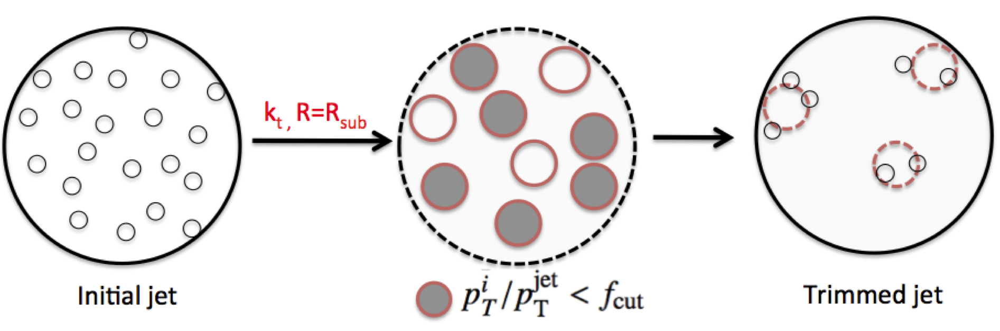 k_t , R=R_sub
Initial jet
p_T^i/p_T^jet < f_cut
Trimmed jet